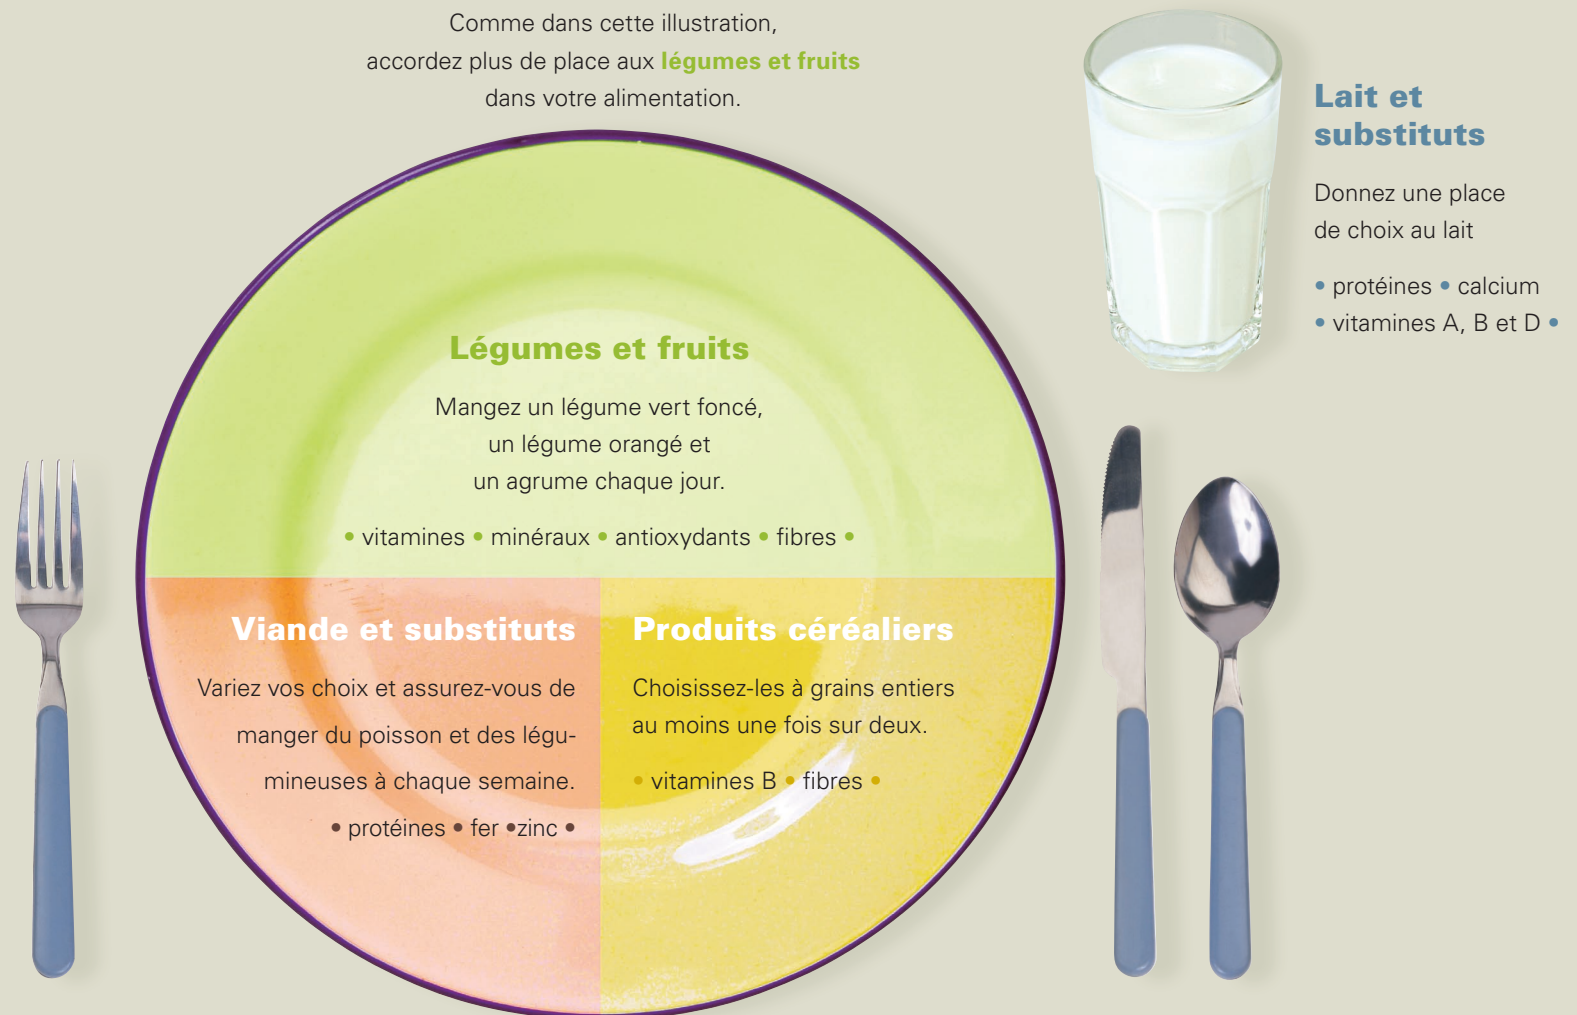 Comme dans cette illustration,
accordez plus de place aux légumes et fruits
dans votre alimentation.
Lait et
substituts
Donnez une place
de choix au lait
• protéines • calcium
• vitamines A, B et D •
Légumes et fruits
Mangez un légume vert foncé,
un légume orangé et
un agrume chaque jour.
• vitamines • minéraux • antioxydants • fibres •
Viande et substituts
Variez vos choix et assurez-vous de
manger du poisson et des légu-
mineuses à chaque semaine.
• protéines • fer •zinc •
Produits céréaliers
Choisissez-les à grains entiers
au moins une fois sur deux.
• vitamines B • fibres •